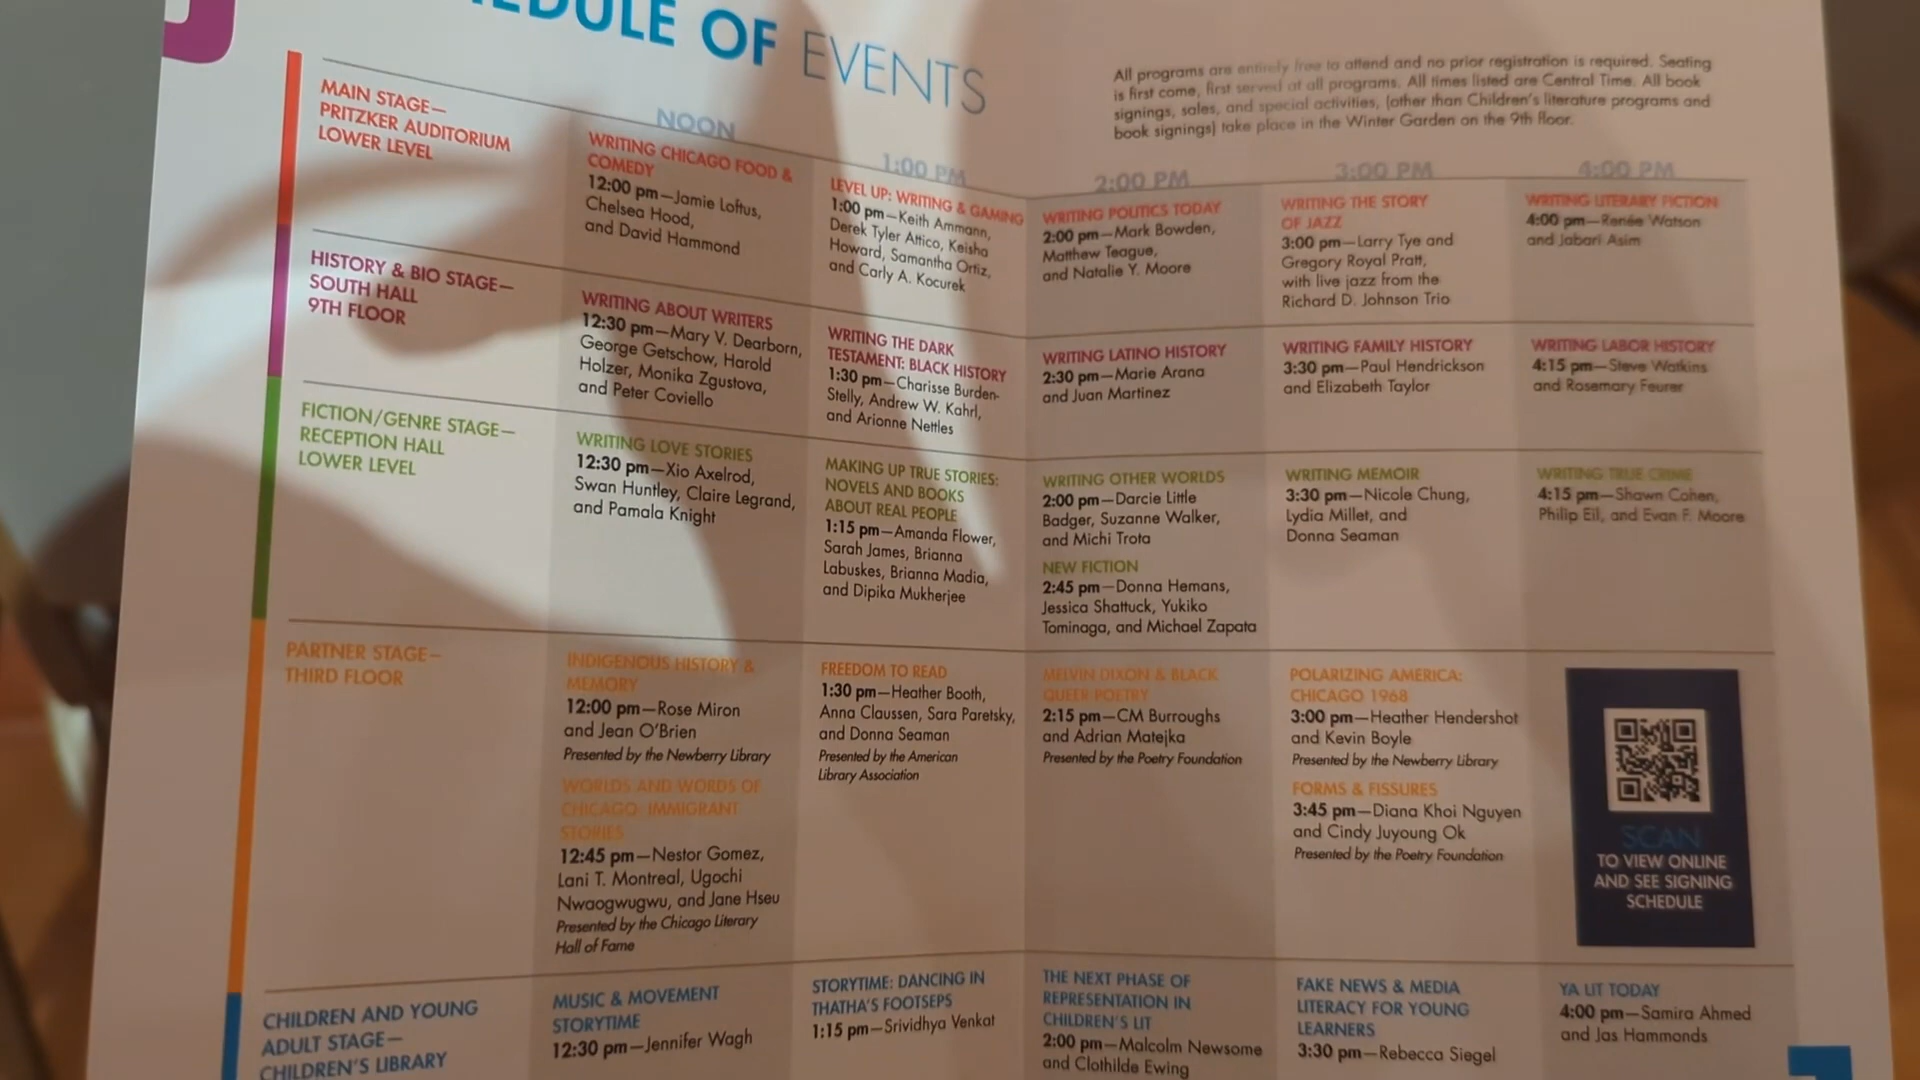 EDULE OF EVENTS
All programs are entirely free to attend and no prior registration is required. Seating
is first come, first served at all programs. All times listed are Central Time. All book
signings, sales, and special activities, (other than Children's literature programs and
book signings) take place in the Winter Garden on the 9th floor.
NOON
1:00 PM
2:00 PM
3:00 PM
4:00 PM
MAIN STAGE—
PRITZKER AUDITORIUM
LOWER LEVEL
WRITING CHICAGO FOOD &
COMEDY
12:00 pm—Jamie Loftus,
Chelsea Hood,
and David Hammond
LEVEL UP: WRITING & GAMING
1:00 pm—Keith Ammann,
Derek Tyler Attico, Keisha
Howard, Samantha Ortiz,
and Carly A. Kocurek
WRITING POLITICS TODAY
2:00 pm—Mark Bowden,
Matthew Teague,
and Natalie Y. Moore
WRITING THE STORY
OF JAZZ
3:00 pm—Larry Tye and
Gregory Royal Pratt,
with live jazz from the
Richard D. Johnson Trio
WRITING LITERARY FICTION
4:00 pm—Renée Watson
and Jabari Asim
HISTORY & BIO STAGE—
SOUTH HALL
9TH FLOOR
WRITING ABOUT WRITERS
12:30 pm—Mary V. Dearborn,
George Getschow, Harold
Holzer, Monika Zgustova,
and Peter Coviello
WRITING THE DARK
TESTAMENT: BLACK HISTORY
1:30 pm—Charisse Burden-
Stelly, Andrew W. Kahrl,
and Arionne Nettles
WRITING LATINO HISTORY
2:30 pm—Marie Arana
and Juan Martinez
WRITING FAMILY HISTORY
3:30 pm—Paul Hendrickson
and Elizabeth Taylor
WRITING LABOR HISTORY
4:15 pm—Steve Watkins
and Rosemary Feurer
FICTION/GENRE STAGE—
RECEPTION HALL
LOWER LEVEL
WRITING LOVE STORIES
12:30 pm—Xio Axelrod,
Swan Huntley, Claire Legrand,
and Pamala Knight
MAKING UP TRUE STORIES:
NOVELS AND BOOKS
ABOUT REAL PEOPLE
1:15 pm—Amanda Flower,
Sarah James, Brianna
Labuskes, Brianna Madia,
and Dipika Mukherjee
WRITING OTHER WORLDS
2:00 pm—Darcie Little
Badger, Suzanne Walker,
and Michi Trota
NEW FICTION
2:45 pm—Donna Hemans,
Jessica Shattuck, Yukiko
Tominaga, and Michael Zapata
WRITING MEMOIR
3:30 pm—Nicole Chung,
Lydia Millet, and
Donna Seaman
WRITING TRUE CRIME
4:15 pm—Shawn Cohen,
Philip Eil, and Evan F. Moore
PARTNER STAGE—
THIRD FLOOR
INDIGENOUS HISTORY &
MEMORY
12:00 pm—Rose Miron
and Jean O'Brien
Presented by the Newberry Library
WORLDS AND WORDS OF
CHICAGO: IMMIGRANT
STORIES
12:45 pm—Nestor Gomez,
Lani T. Montreal, Ugochi
Nwaogwugwu, and Jane Hseu
Presented by the Chicago Literary
Hall of Fame
FREEDOM TO READ
1:30 pm—Heather Booth,
Anna Claussen, Sara Paretsky,
and Donna Seaman
Presented by the American
Library Association
MELVIN DIXON & BLACK
QUEER POETRY
2:15 pm—CM Burroughs
and Adrian Matejka
Presented by the Poetry Foundation
POLARIZING AMERICA:
CHICAGO 1968
3:00 pm—Heather Hendershot
and Kevin Boyle
Presented by the Newberry Library
FORMS & FISSURES
3:45 pm—Diana Khoi Nguyen
and Cindy Juyoung Ok
Presented by the Poetry Foundation
SCAN
TO VIEW ONLINE
AND SEE SIGNING
SCHEDULE
CHILDREN AND YOUNG
ADULT STAGE—
CHILDREN'S LIBRARY
MUSIC & MOVEMENT
STORYTIME
12:30 pm—Jennifer Wagh
STORYTIME: DANCING IN
THATHA'S FOOTSEPS
1:15 pm—Srividhya Venkat
THE NEXT PHASE OF
REPRESENTATION IN
CHILDREN'S LIT
2:00 pm—Malcolm Newsome
and Clothilde Ewing
FAKE NEWS & MEDIA
LITERACY FOR YOUNG
LEARNERS
3:30 pm—Rebecca Siegel
YA LIT TODAY
4:00 pm—Samira Ahmed
and Jas Hammonds